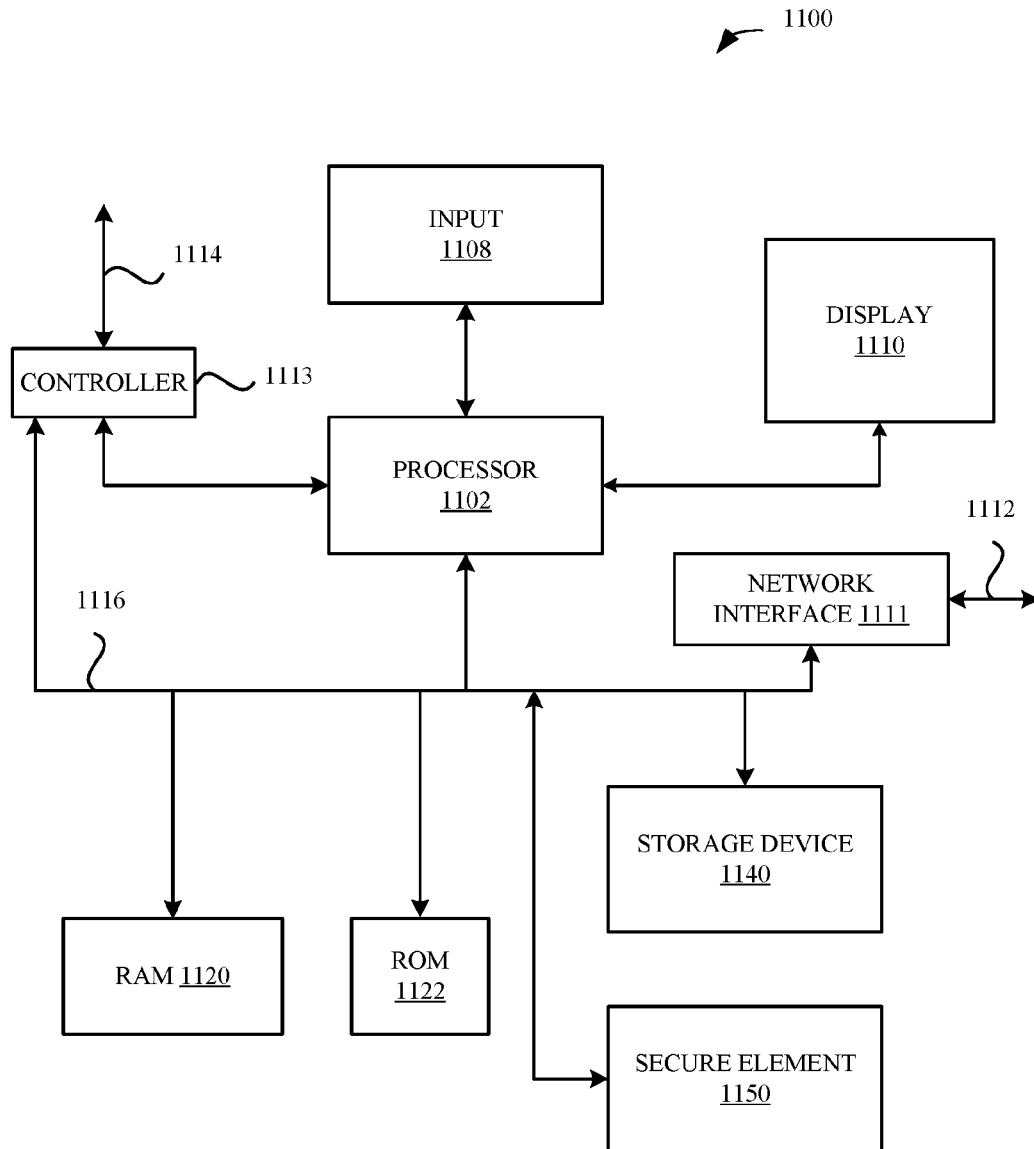 1100
INPUT
1108
1114
DISPLAY
1110
CONTROLLER
1113
PROCESSOR
1102
1112
NETWORK
INTERFACE 1111
1116
STORAGE DEVICE
1140
RAM 1120
ROM
1122
SECURE ELEMENT
1150